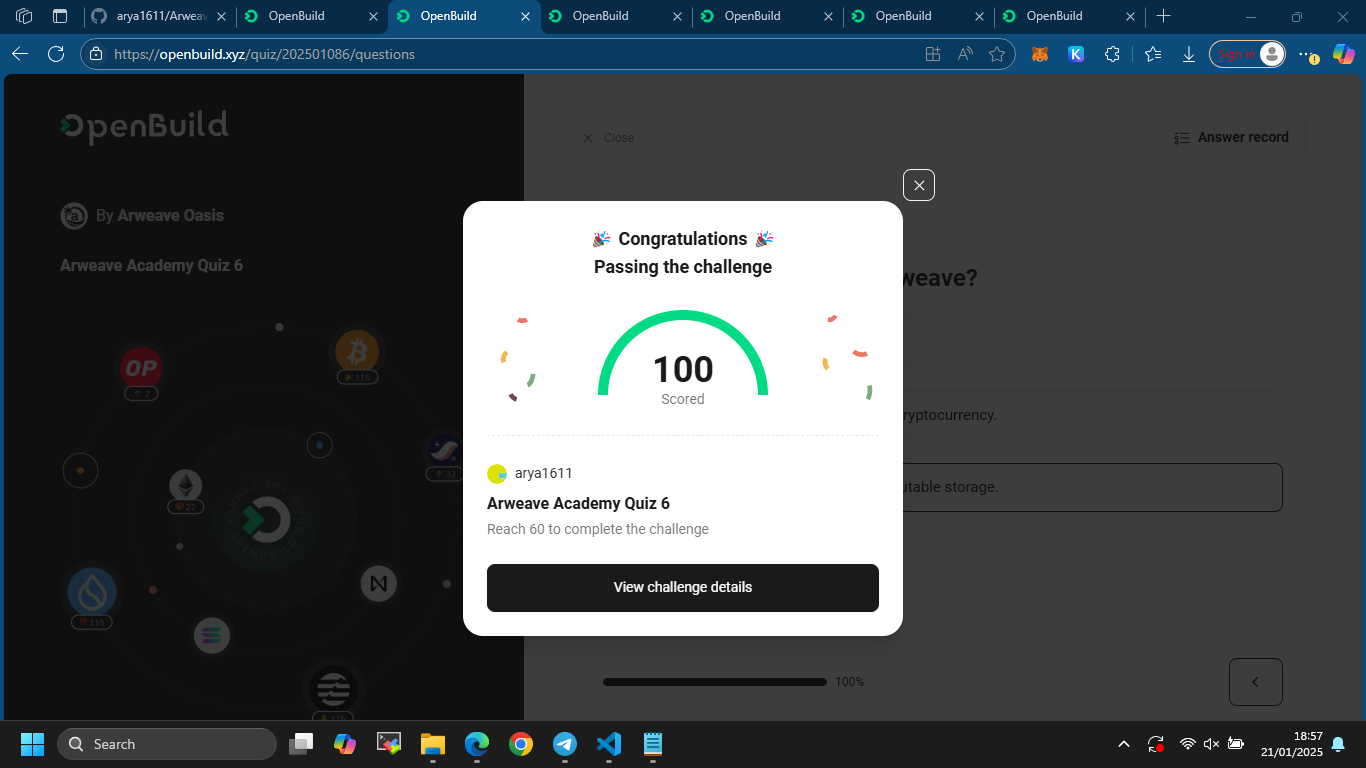 arya1611/Arweav
OpenBuild
OpenBuild
OpenBuild
OpenBuild
OpenBuild
OpenBuild
https://openbuild.xyz/quiz/202501086/questions
Sign in
OpenBuild
Close
Answer record
By Arweave Oasis
Arweave Academy Quiz 6
weave?
ryptocurrency.
utable storage.
OP
2
115
32
22
115
116
Congratulations
Passing the challenge
100
Scored
arya1611
Arweave Academy Quiz 6
Reach 60 to complete the challenge
View challenge details
100%
Search
18:57
21/01/2025